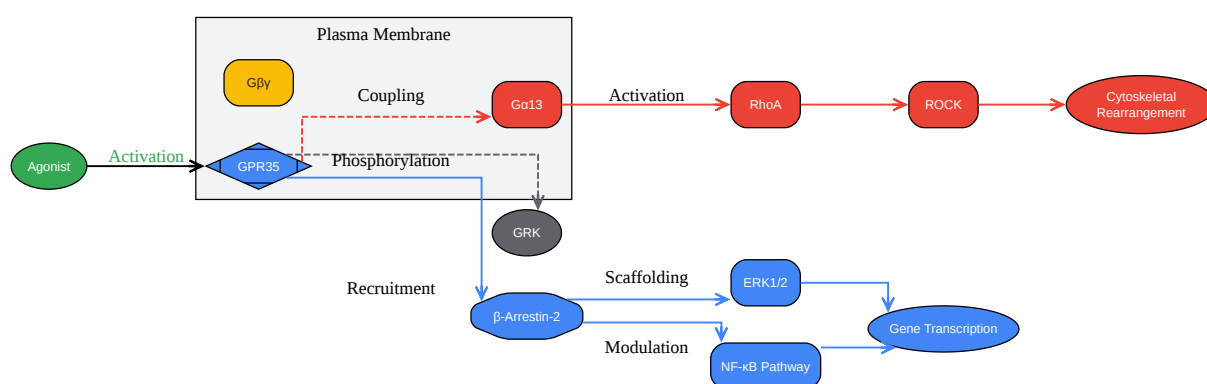 Plasma Membrane
Gβγ
Coupling
Gα13
Activation
RhoA
ROCK
Cytoskeletal
Rearrangement
Agonist
Activation
GPR35
Phosphorylation
GRK
Recruitment
Scaffolding
ERK1/2
β-Arrestin-2
Gene Transcription
Modulation
NF-κB Pathway